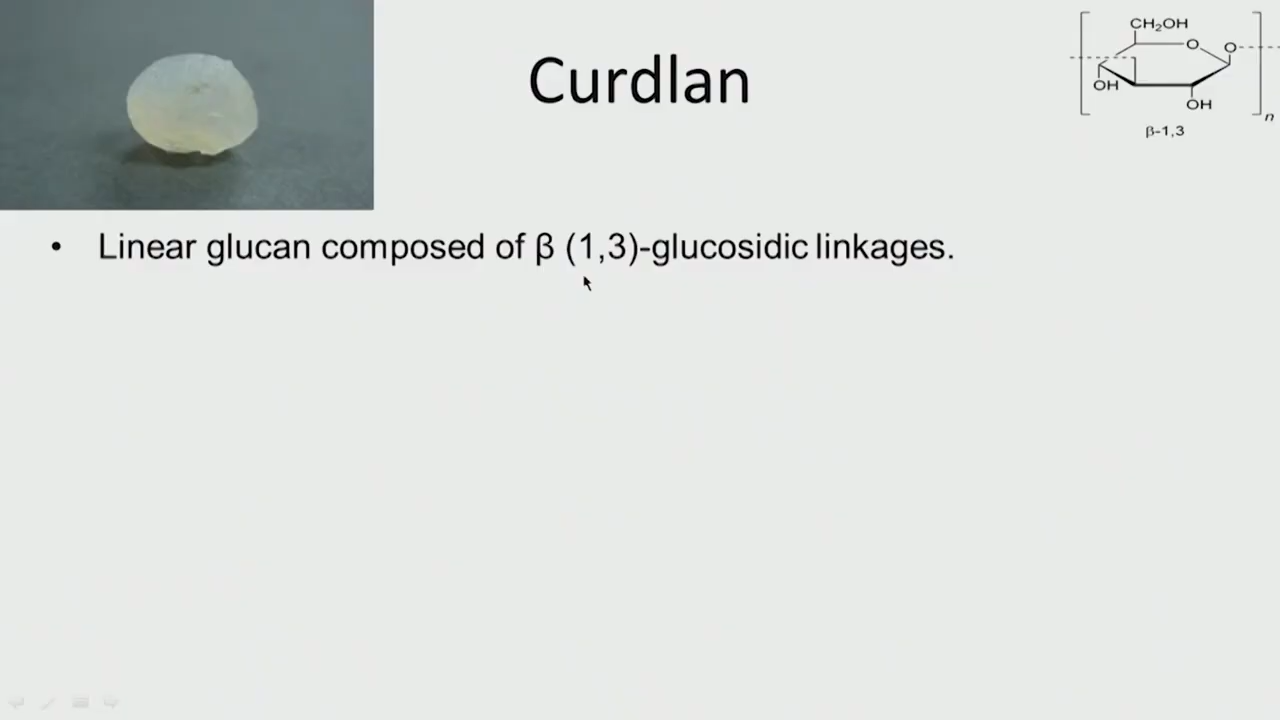 Curdlan
CH₂OH
O
O
OH
OH
n
β-1,3
• Linear glucan composed of β (1,3)-glucosidic linkages.